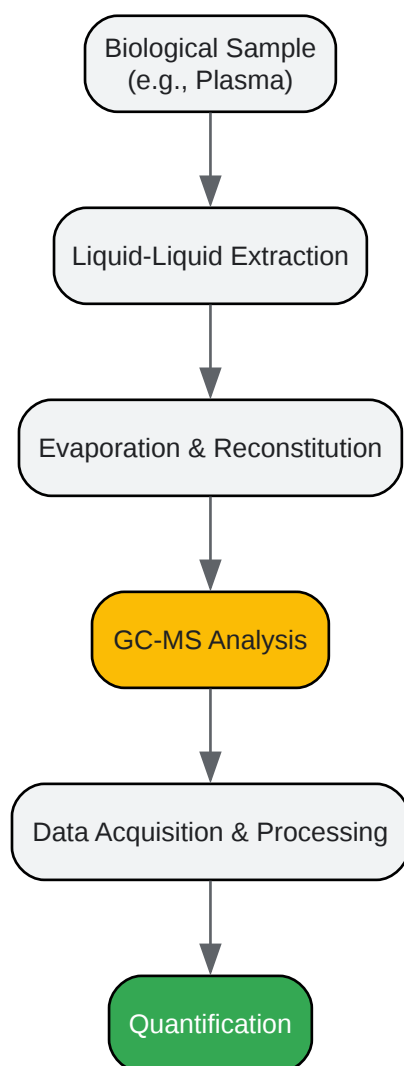 Biological Sample
(e.g., Plasma)
Liquid-Liquid Extraction
Evaporation & Reconstitution
GC-MS Analysis
Data Acquisition & Processing
Quantification